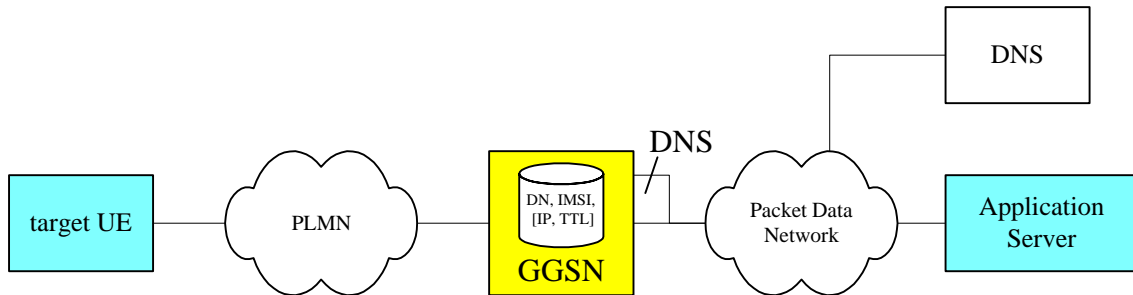 DNS
DNS
target UE
PLMN
DN, IMSI,
[IP, TTL]
GGSN
Packet Data
Network
Application
Server